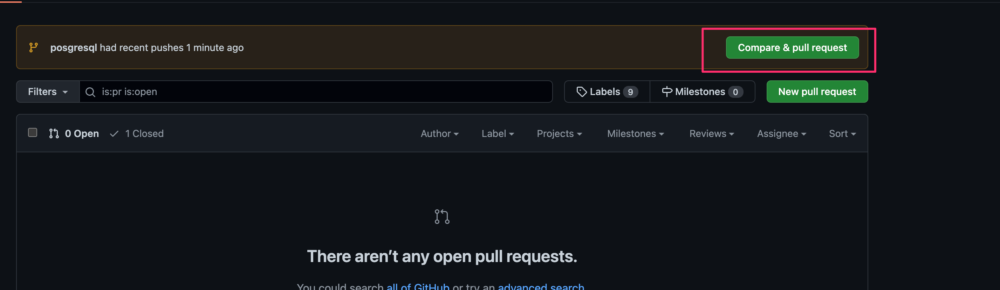 posgresql had recent pushes 1 minute ago
Compare & pull request
Filters
is:pr is:open
Labels 9
Milestones 0
New pull request
0 Open
1 Closed
Author
Label
Projects
Milestones
Reviews
Assignee
Sort
There aren’t any open pull requests.
You could search all of GitHub or try an advanced search